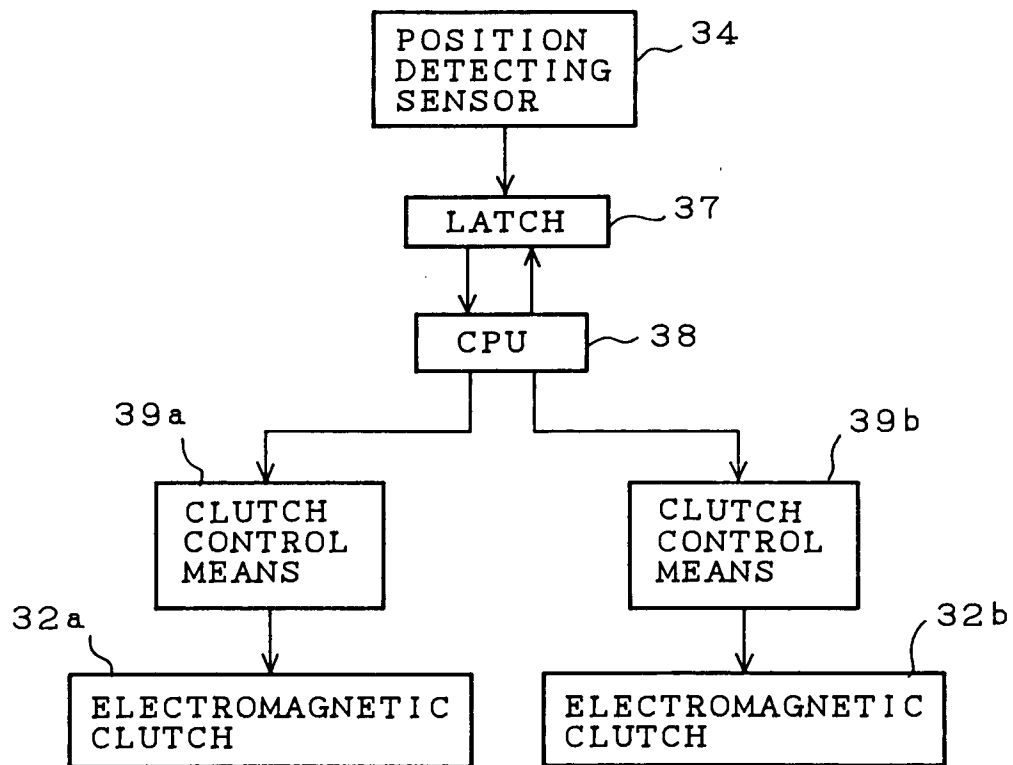 POSITION
DETECTING
SENSOR
34
LATCH
37
CPU
38
39a
39b
CLUTCH
CONTROL
MEANS
CLUTCH
CONTROL
MEANS
32a
32b
ELECTROMAGNETIC
CLUTCH
ELECTROMAGNETIC
CLUTCH